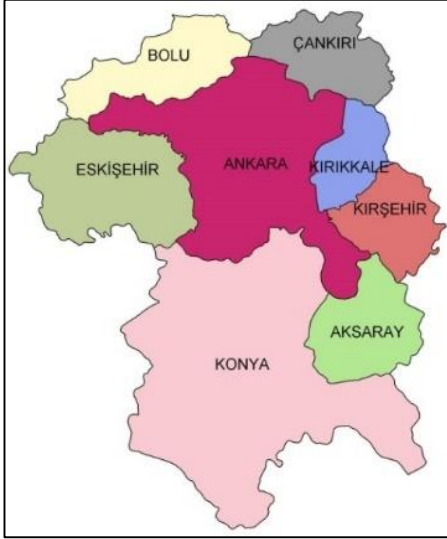 ÇANKIRI
BOLU
ANKARA
KIRIKKALE
ESKİŞEHİR
KIRŞEHİR
AKSARAY
KONYA